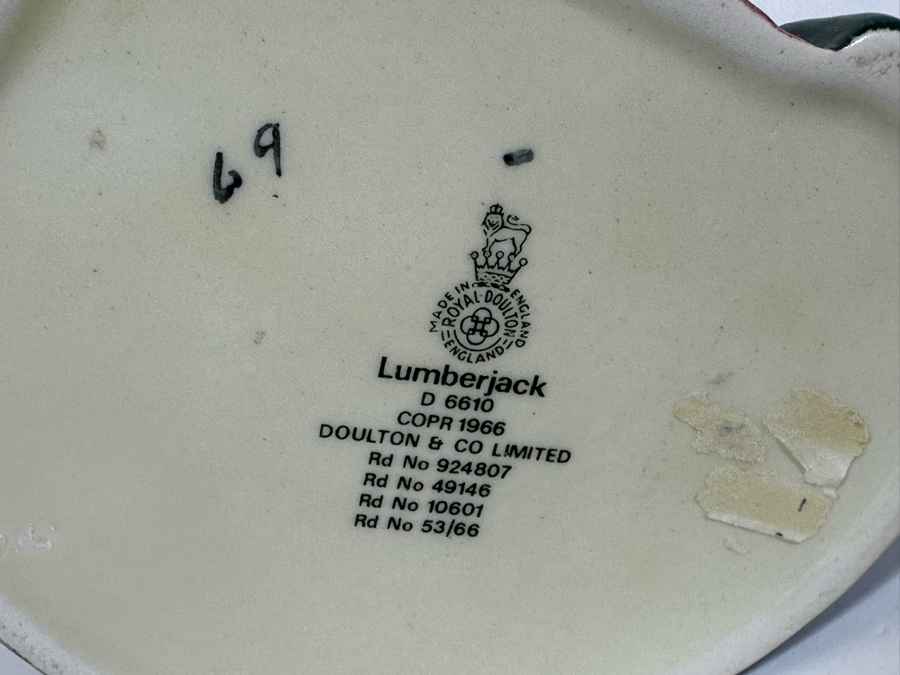 69
MADE IN ENGLAND
ROYAL·DOULTON
ENGLAND
Lumberjack
D 6610
COPR 1966
DOULTON & CO LIMITED
Rd No 924807
Rd No 49146
Rd No 10601
Rd No 53/66